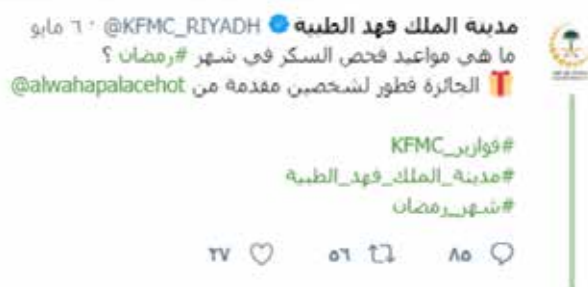 مدينة الملك فهد الطبية @KFMC_RIYADH · ٦ مايو
ما هي مواعيد فحص السكر في شهر #رمضان ؟
الجائزة فطور لشخصين مقدمة من @alwahapalacehot
#فوازير_KFMC
#مدينة_الملك_فهد_الطبية
#شهر_رمضان
٨٥ ٥٦ ٢٧